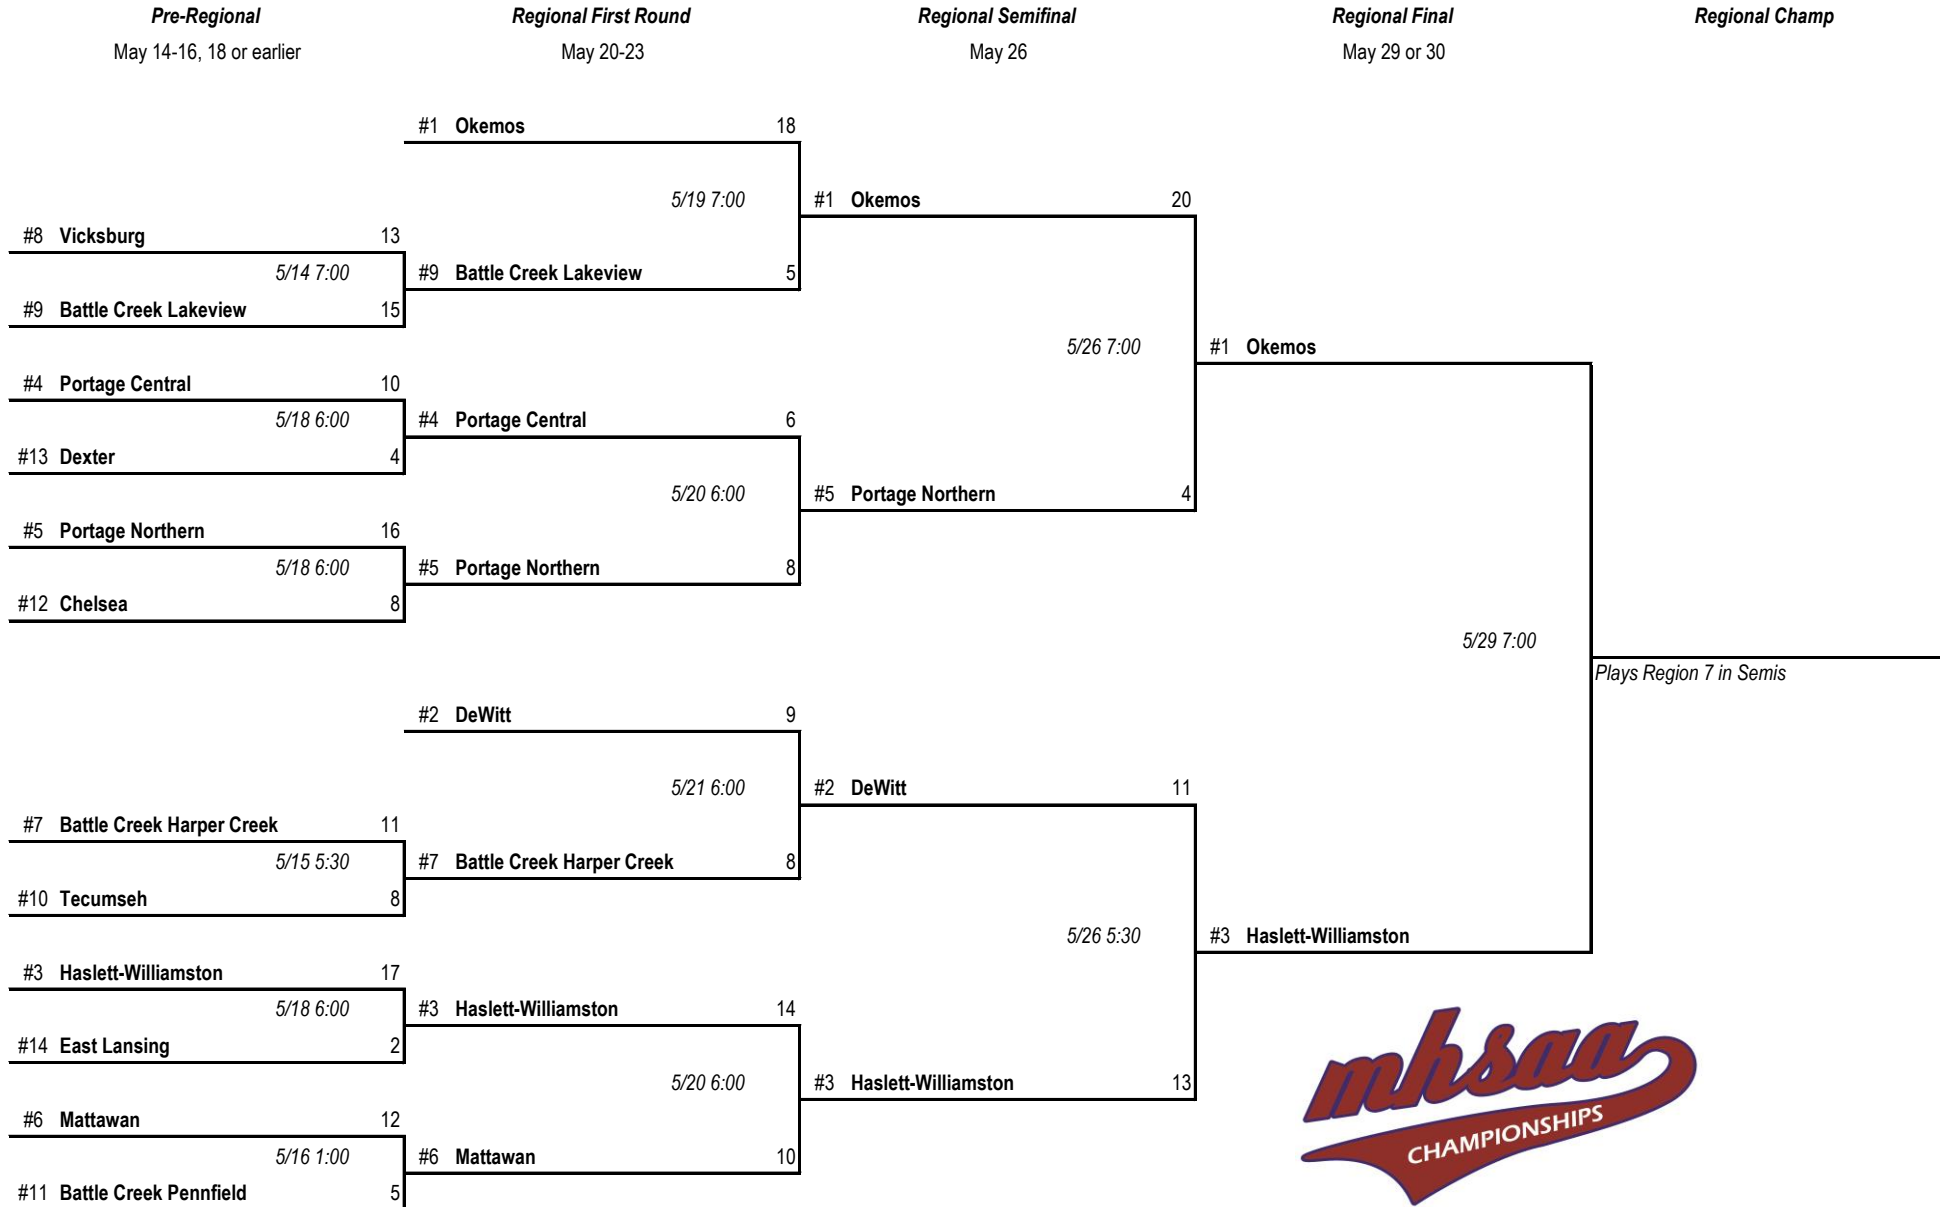 Pre-Regional Regional First Round Regional Semifinal Regional Final Regional Champ
May 14-16, 18 or earlier May 20-23 May 26 May 29 or 30
#1 Okemos 18
5/19 7:00 #1 Okemos 20
#8 Vicksburg 13
5/14 7:00 #9 Battle Creek Lakeview 5
#9 Battle Creek Lakeview 15
5/26 7:00 #1 Okemos
#4 Portage Central 10
5/18 6:00 #4 Portage Central 6
#13 Dexter 4
5/20 6:00 #5 Portage Northern 4
#5 Portage Northern 16
5/18 6:00 #5 Portage Northern 8
#12 Chelsea 8
5/29 7:00
Plays Region 7 in Semis
#2 DeWitt 9
5/21 6:00 #2 DeWitt 11
#7 Battle Creek Harper Creek 11
5/15 5:30 #7 Battle Creek Harper Creek 8
#10 Tecumseh 8
5/26 5:30 #3 Haslett-Williamston
#3 Haslett-Williamston 17
5/18 6:00 #3 Haslett-Williamston 14
#14 East Lansing 2
5/20 6:00 #3 Haslett-Williamston 13
#6 Mattawan 12
5/16 1:00 #6 Mattawan 10
#11 Battle Creek Pennfield 5
mhsaa
CHAMPIONSHIPS